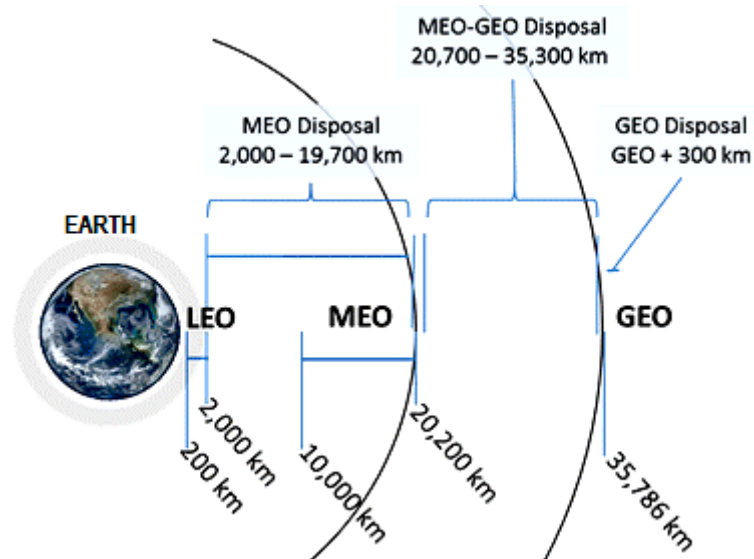 MEO-GEO Disposal
20,700 – 35,300 km
MEO Disposal
2,000 – 19,700 km
GEO Disposal
GEO + 300 km
EARTH
LEO
MEO
GEO
200 km
2,000 km
10,000 km
20,200 km
35,786 km